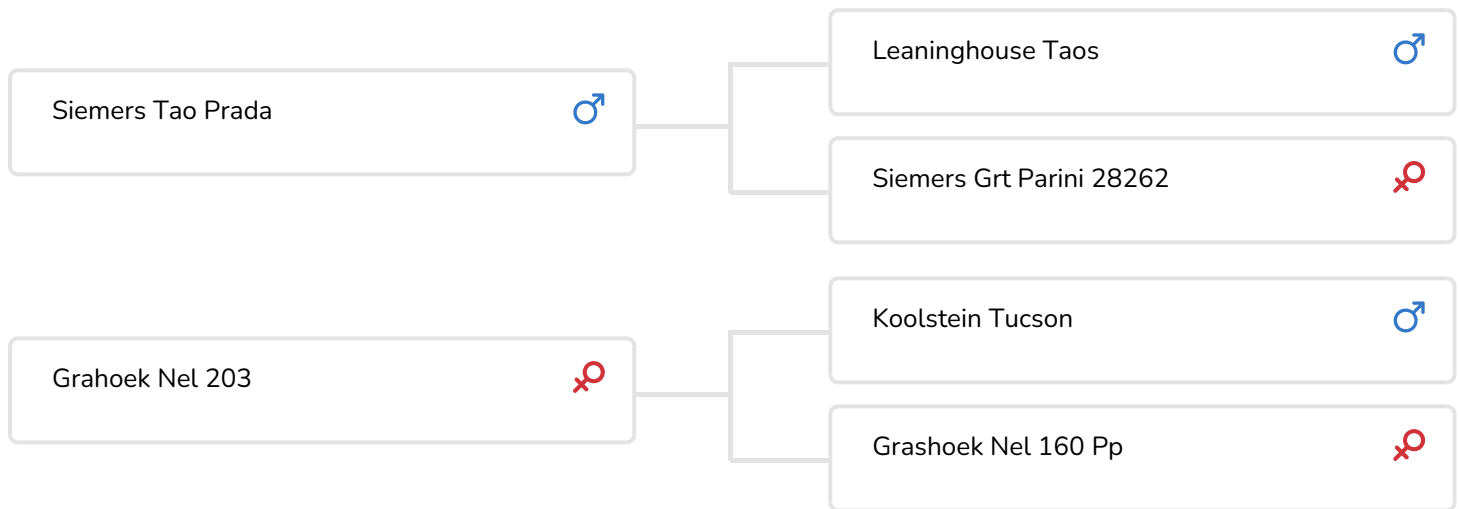 Siemers Tao Prada
Leaninghouse Taos
Siemers Grt Parini 28262
Grahoek Nel 203
Koolstein Tucson
Grashoek Nel 160 Pp